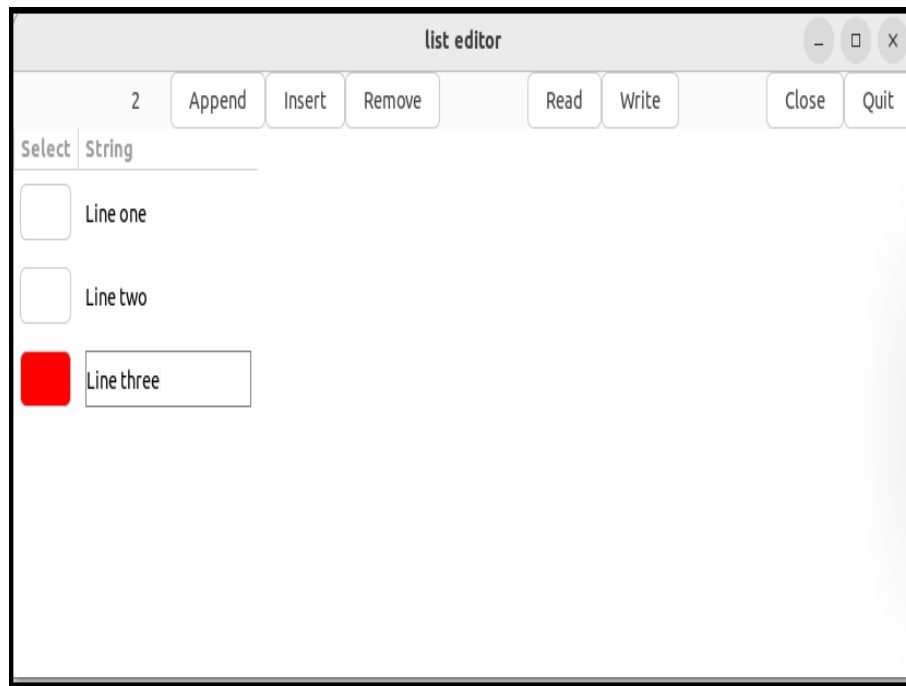 list editor
2 Append Insert Remove Read Write Close Quit
Select String
Line one
Line two
Line three